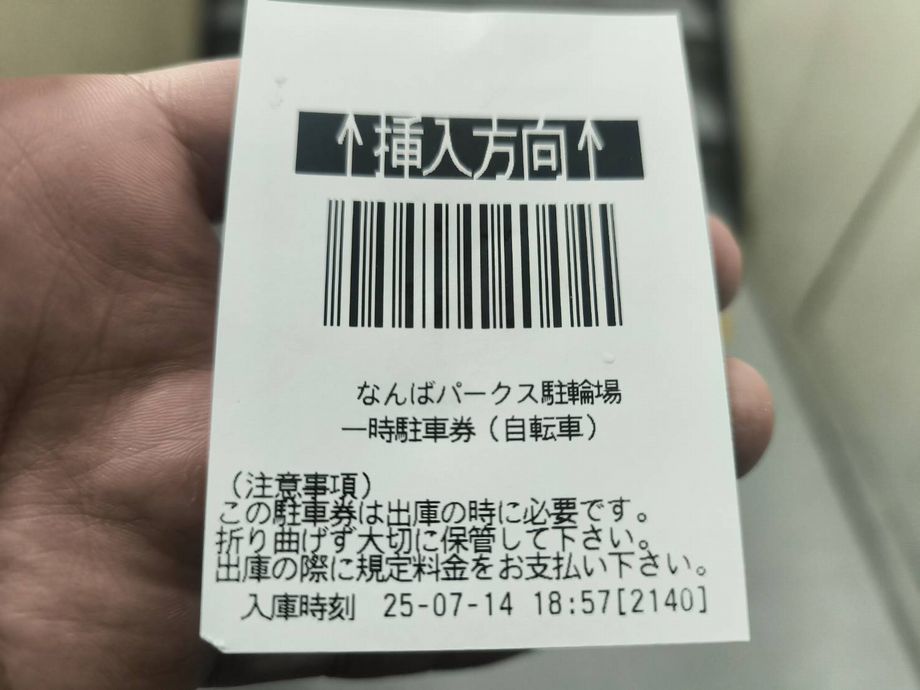 ↑挿入方向↑
なんばパークス駐輪場
一時駐車券（自転車）
（注意事項）
この駐車券は出庫の時に必要です。
折り曲げず大切に保管して下さい。
出庫の際に規定料金をお支払い下さい。
入庫時刻 25-07-14 18:57[2140]